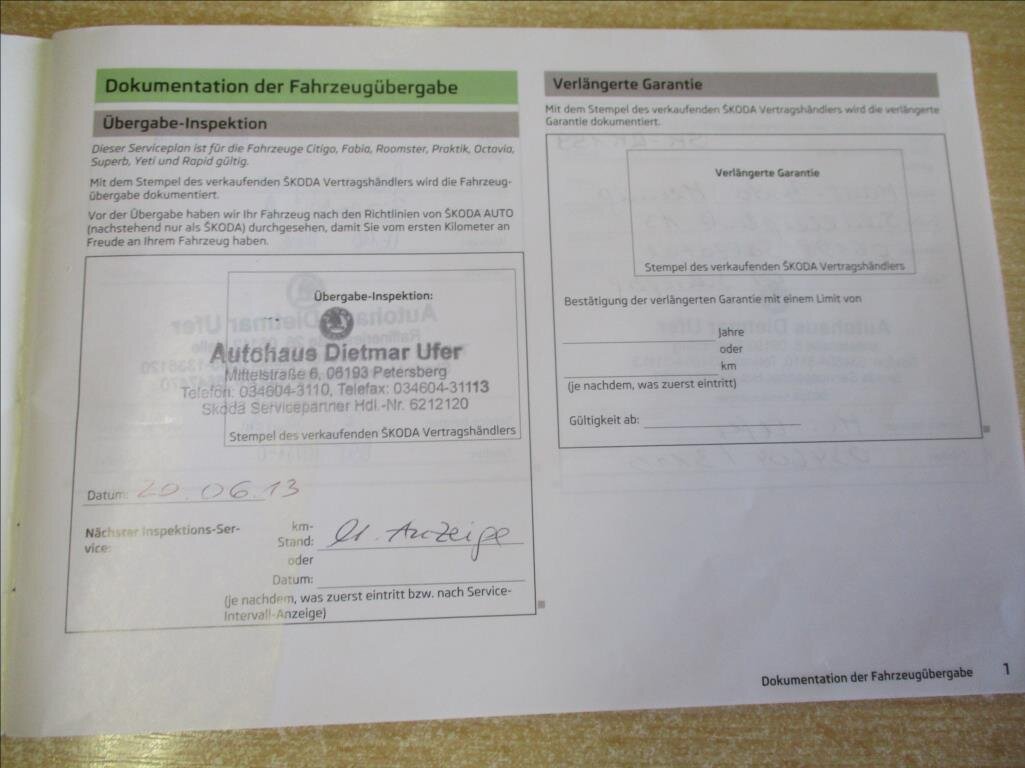 Dokumentation der Fahrzeugübergabe
Übergabe-Inspektion
Dieser Serviceplan ist für die Fahrzeuge Citigo, Fabia, Roomster, Praktik, Octavia,
Superb, Yeti und Rapid gültig.
Mit dem Stempel des verkaufenden ŠKODA Vertragshändlers wird die Fahrzeug-
übergabe dokumentiert.
Vor der Übergabe haben wir Ihr Fahrzeug nach den Richtlinien von ŠKODA AUTO
(nachstehend nur als ŠKODA) durchgesehen, damit Sie vom ersten Kilometer an
Freude an Ihrem Fahrzeug haben.
Übergabe-Inspektion:
Autohaus Dietmar Ufer
Mittelstraße 6, 06193 Petersberg
Telefon: 034604-3110, Telefax: 034604-31113
Skoda Servicepartner Hdl.-Nr. 6212120
Stempel des verkaufenden ŠKODA Vertragshändlers
Datum: 20.06.13
Nächster Inspektions-Ser-
vice:
km-
Stand: lt. Anzeige
oder
Datum:
(je nachdem, was zuerst eintritt bzw. nach Service-
Intervall-Anzeige)
Verlängerte Garantie
Mit dem Stempel des verkaufenden ŠKODA Vertragshändlers wird die verlängerte
Garantie dokumentiert.
Verlängerte Garantie
Stempel des verkaufenden ŠKODA Vertragshändlers
Bestätigung der verlängerten Garantie mit einem Limit von
Jahre
oder
km
(je nachdem, was zuerst eintritt)
Gültigkeit ab:
Dokumentation der Fahrzeugübergabe 1